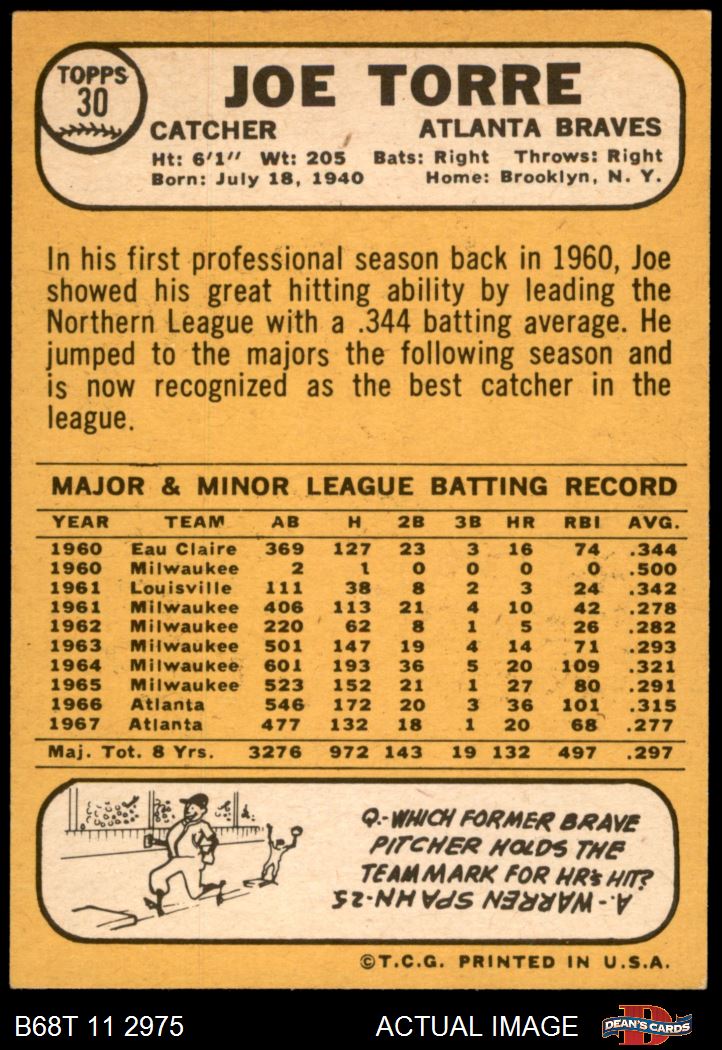 TOPPS
30
JOE TORRE
CATCHER ATLANTA BRAVES
Ht: 6'1" Wt: 205 Bats: Right Throws: Right
Born: July 18, 1940 Home: Brooklyn, N. Y.
In his first professional season back in 1960, Joe
showed his great hitting ability by leading the
Northern League with a .344 batting average. He
jumped to the majors the following season and
is now recognized as the best catcher in the
league.
MAJOR & MINOR LEAGUE BATTING RECORD
YEAR TEAM AB H 2B 3B HR RBI AVG.
1960 Eau Claire 369 127 23 3 16 74 .344
1960 Milwaukee 2 1 0 0 0 0 .500
1961 Louisville 111 38 8 2 3 24 .342
1961 Milwaukee 406 113 21 4 10 42 .278
1962 Milwaukee 220 62 8 1 5 26 .282
1963 Milwaukee 501 147 19 4 14 71 .293
1964 Milwaukee 601 193 36 5 20 109 .321
1965 Milwaukee 523 152 21 1 27 80 .291
1966 Atlanta 546 172 20 3 36 101 .315
1967 Atlanta 477 132 18 1 20 68 .277
Maj. Tot. 8 Yrs. 3276 972 143 19 132 497 .297
Q.-WHICH FORMER BRAVE
PITCHER HOLDS THE
TEAM MARK FOR HR's HIT?
A.-WARREN SPAHN-25
©T.C.G. PRINTED IN U.S.A.
B68T 11 2975 ACTUAL IMAGE
D
DEAN'S CARDS